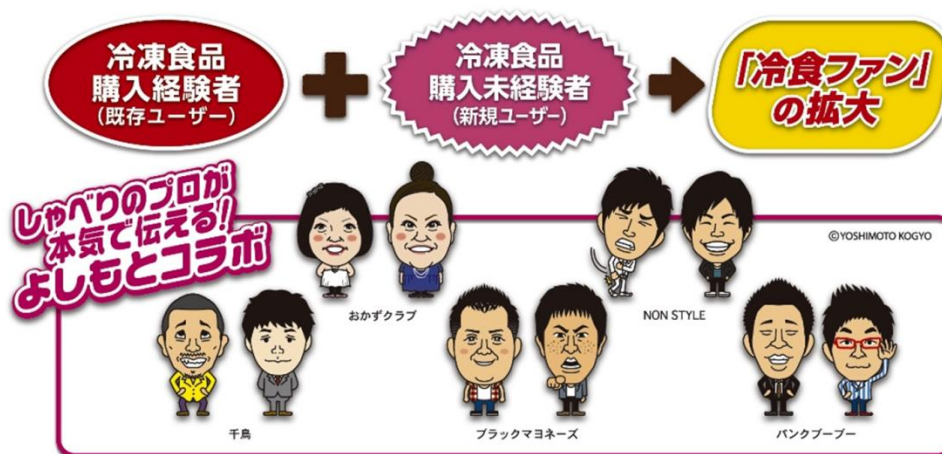 冷凍食品
購入経験者
(既存ユーザー)
冷凍食品
購入未経験者
(新規ユーザー)
「冷食ファン」
の拡大
しゃべりのプロが
本気で伝える!
よしもとコラボ
©YOSHIMOTO KOGYO
おかずクラブ
NON STYLE
千鳥
ブラックマヨネーズ
パンクブーブー